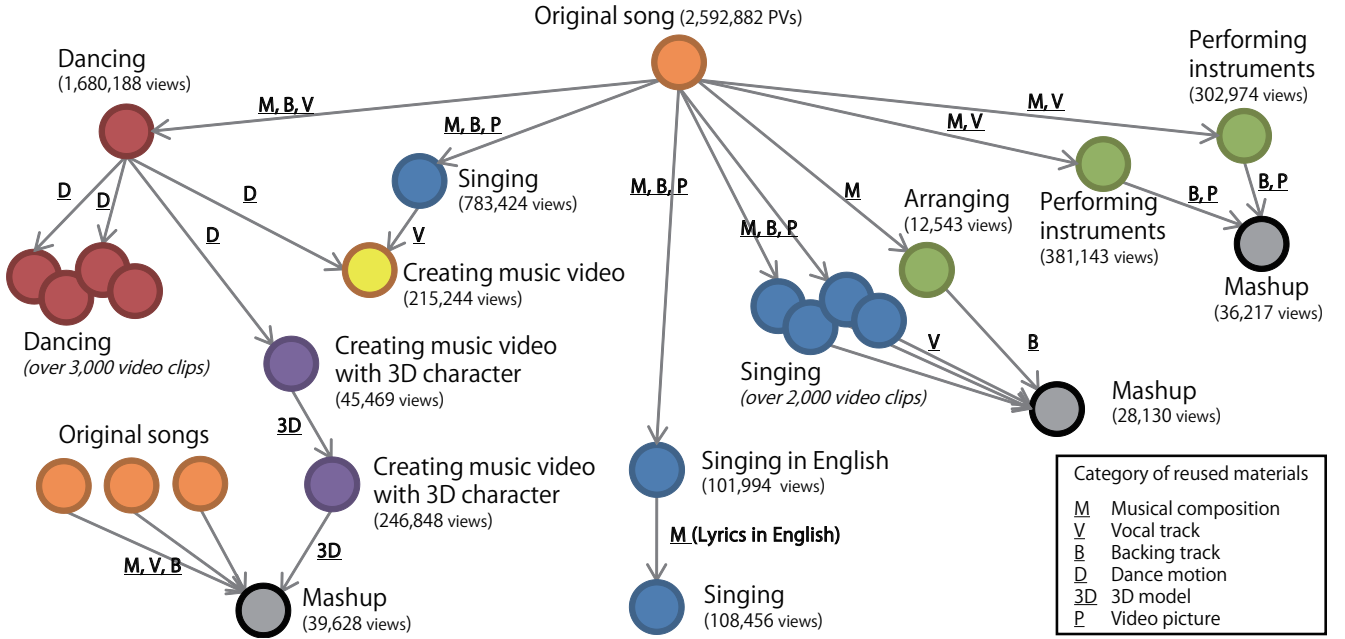 Original song (2,592,882 PVs)
Dancing
(1,680,188 views)
Performing
instruments
(302,974 views)
M, B, V
M, B, P
M, V
M, V
D
D
D
D
Singing
(783,424 views)
V
M, B, P
M
M, B, P
Arranging
(12,543 views)
Performing
instruments
(381,143 views)
B, P
B, P
Creating music video
(215,244 views)
Mashup
(36,217 views)
Dancing
(over 3,000 video clips)
Creating music video
with 3D character
(45,469 views)
V
B
Singing
(over 2,000 video clips)
Mashup
(28,130 views)
3D
Original songs
Creating music video
with 3D character
(246,848 views)
Singing in English
(101,994 views)
M (Lyrics in English)
3D
M, V, B
Mashup
(39,628 views)
Singing
(108,456 views)
Category of reused materials
M Musical composition
V Vocal track
B Backing track
D Dance motion
3D 3D model
P Video picture